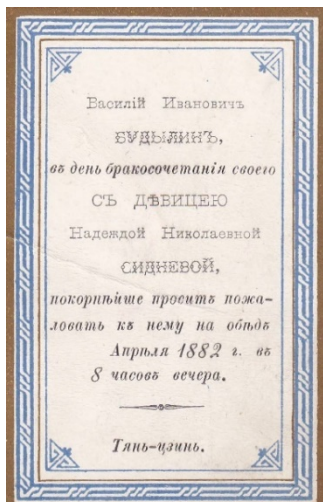 Василій Ивановичъ
БУДЫЛИНЪ,
въ день бракосочетанія своего
СЪ ДѢВИЦЕЮ
Надеждой Николаевной
СИДНЕВОЙ,
покорнѣйше проситъ пожа-
ловать къ нему на обѣдъ
Апрѣля 1882 г. въ
8 часовъ вечера.
Тянь-цзинь.